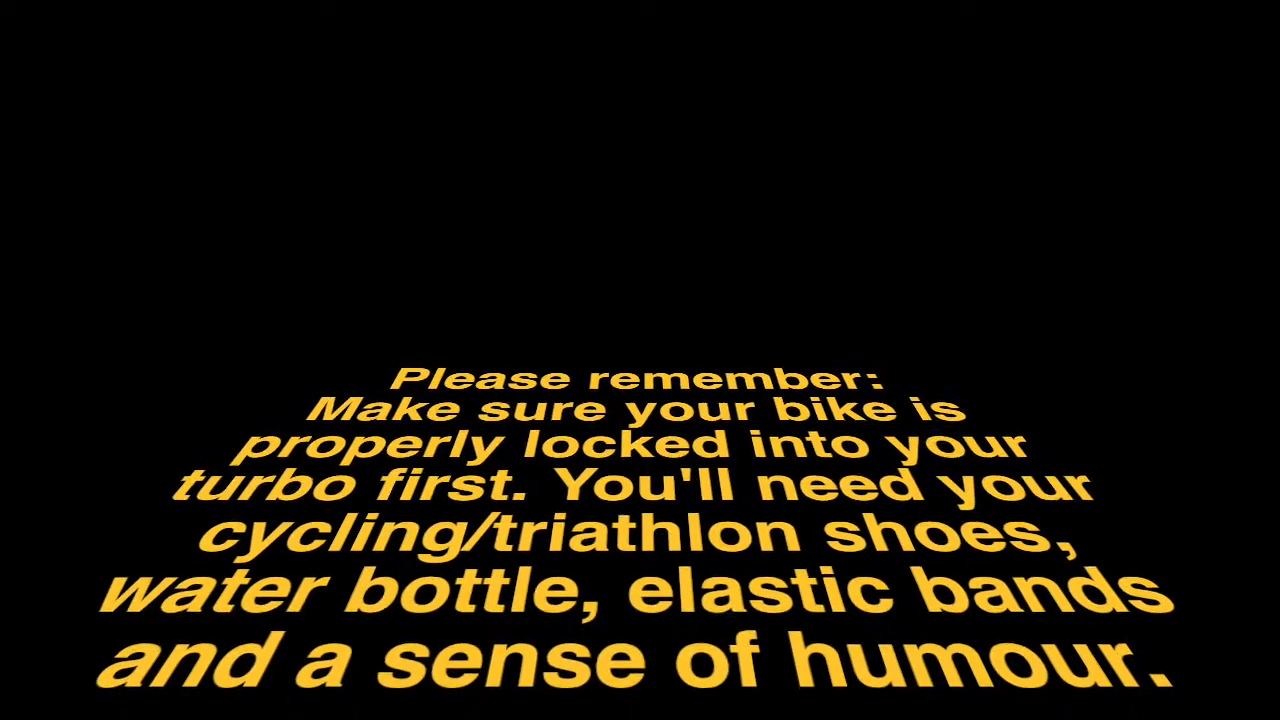 Please remember:
Make sure your bike is
properly locked into your
turbo first. You'll need your
cycling/triathlon shoes,
water bottle, elastic bands
and a sense of humour.